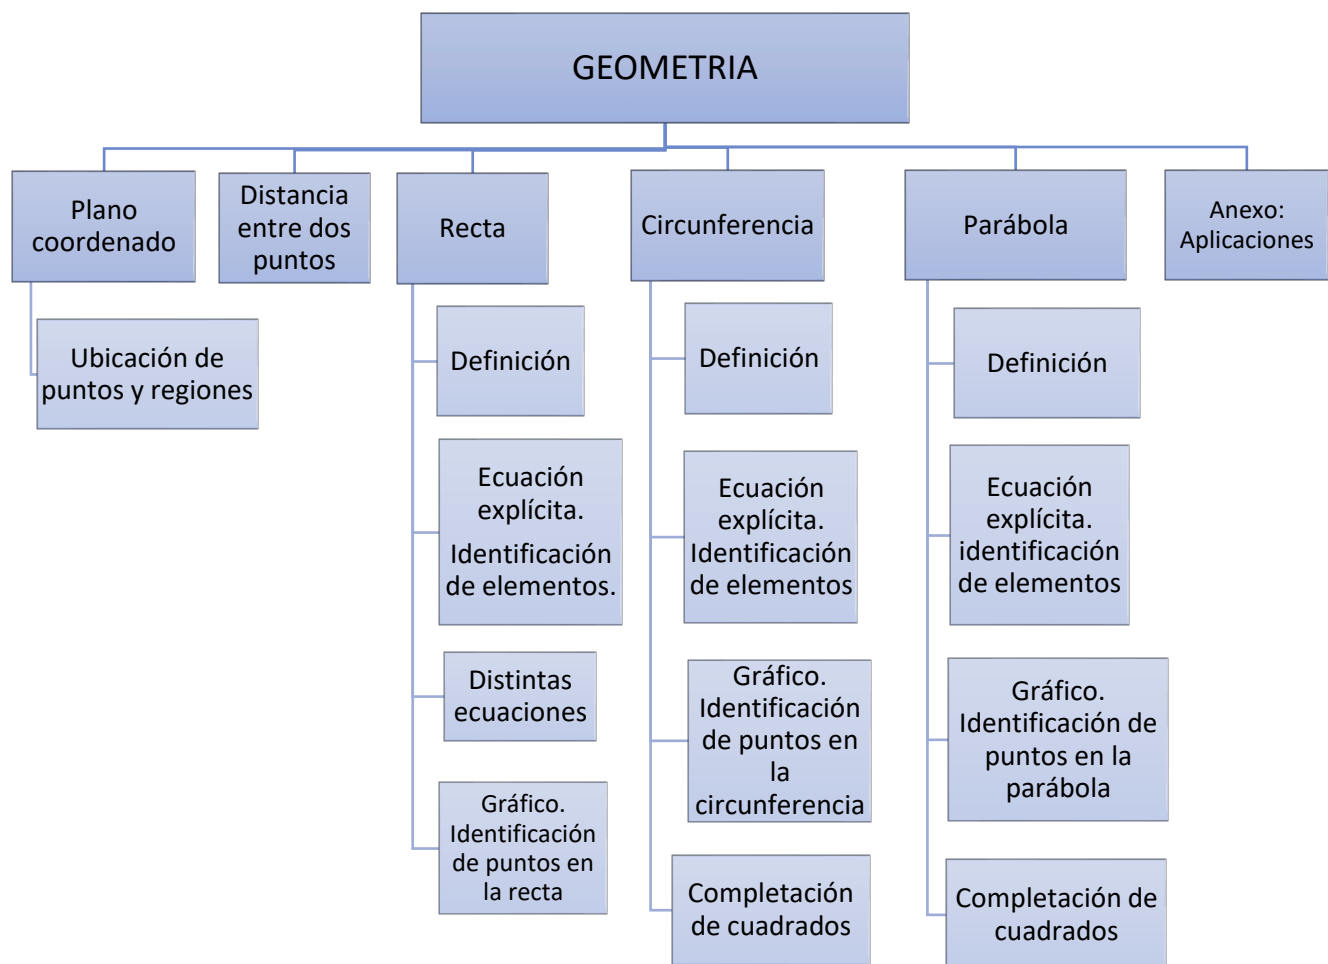 GEOMETRIA
Plano
coordenado
Distancia
entre dos
puntos
Recta
Circunferencia
Parábola
Anexo:
Aplicaciones
Ubicación de
puntos y regiones
Definición
Ecuación
explícita.
Identificación
de elementos.
Distintas
ecuaciones
Gráfico.
Identificación
de puntos en
la recta
Definición
Ecuación
explícita.
Identificación
de elementos
Gráfico.
Identificación
de puntos en
la
circunferencia
Completación
de cuadrados
Definición
Ecuación
explícita.
identificación
de elementos
Gráfico.
Identificación de
puntos en la
parábola
Completación de
cuadrados